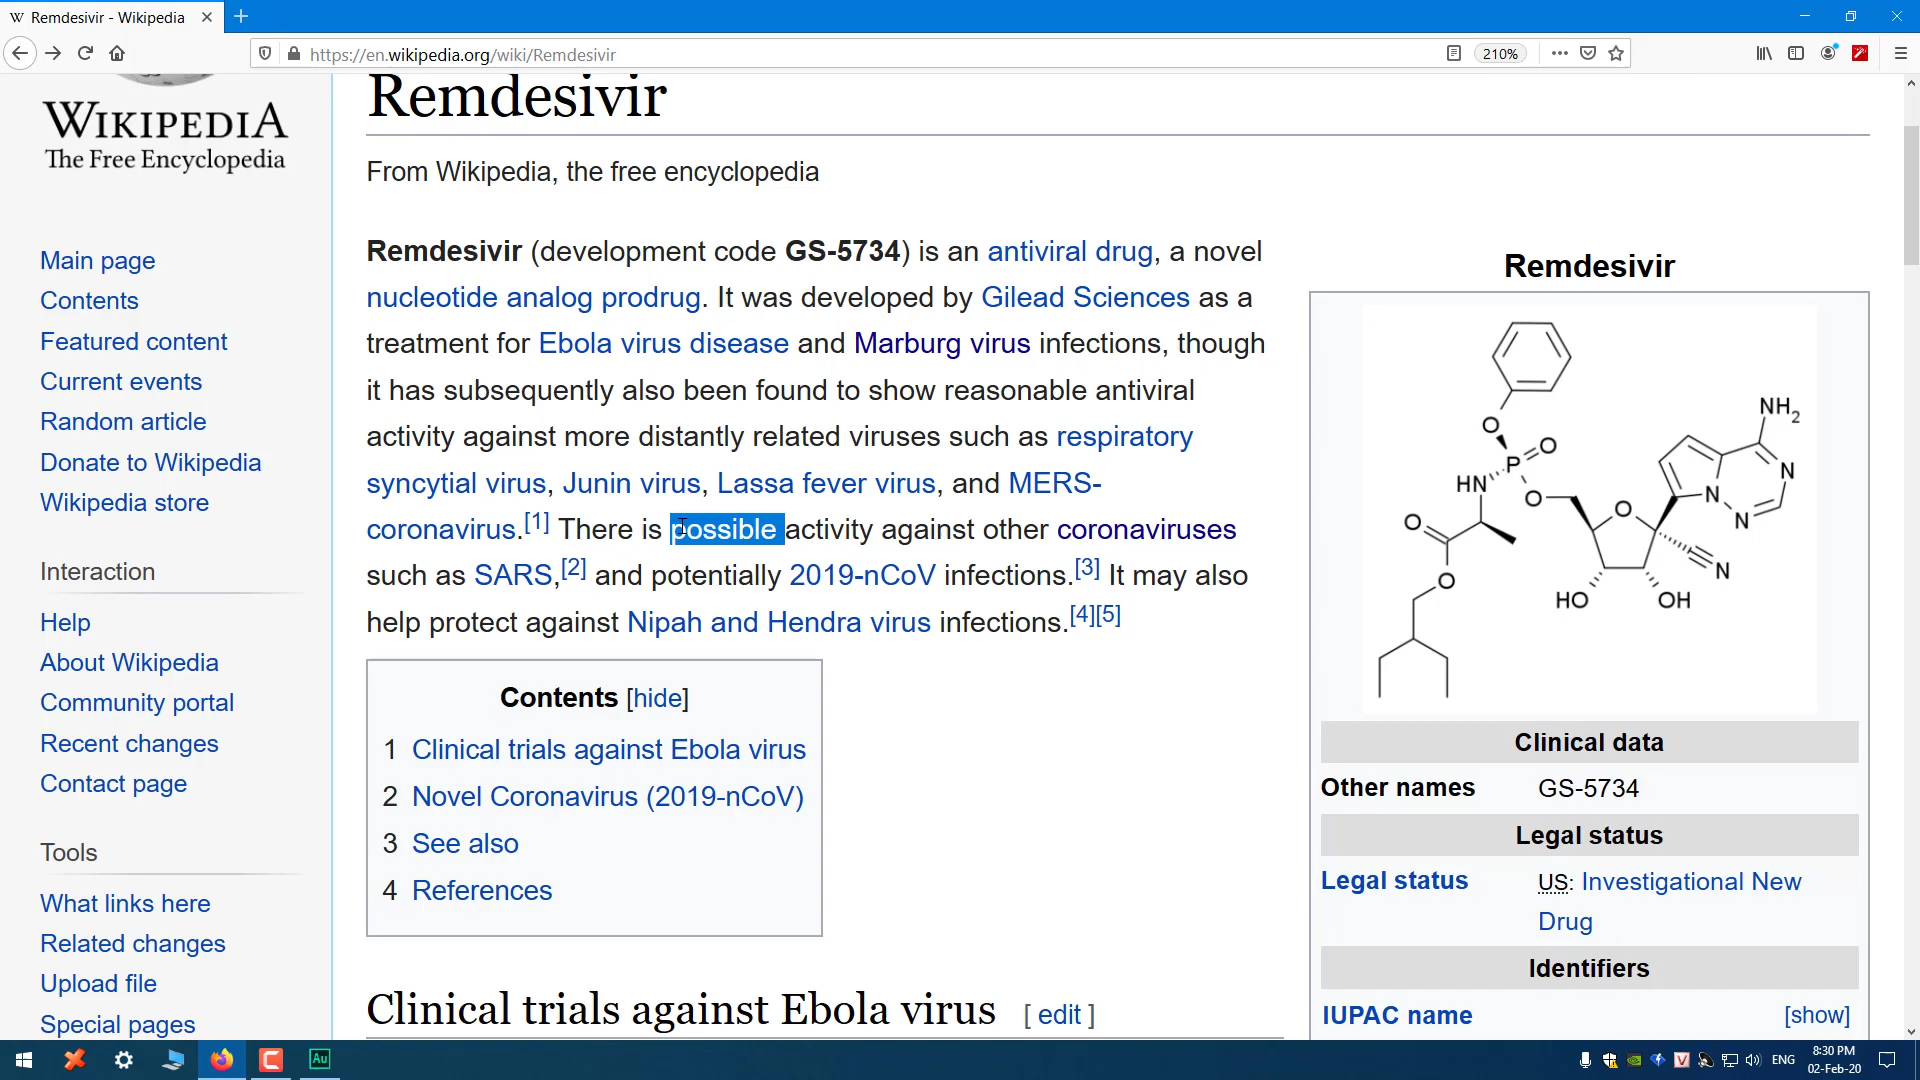 Remdesivir - Wikipedia
https://en.wikipedia.org/wiki/Remdesivir
210%
WIKIPEDIA
The Free Encyclopedia
Main page
Contents
Featured content
Current events
Random article
Donate to Wikipedia
Wikipedia store
Interaction
Help
About Wikipedia
Community portal
Recent changes
Contact page
Tools
What links here
Related changes
Upload file
Special pages
Remdesivir
From Wikipedia, the free encyclopedia
Remdesivir (development code GS-5734) is an antiviral drug, a novel
nucleotide analog prodrug. It was developed by Gilead Sciences as a
treatment for Ebola virus disease and Marburg virus infections, though
it has subsequently also been found to show reasonable antiviral
activity against more distantly related viruses such as respiratory
syncytial virus, Junin virus, Lassa fever virus, and MERS-
coronavirus.[1] There is possible activity against other coronaviruses
such as SARS,[2] and potentially 2019-nCoV infections.[3] It may also
help protect against Nipah and Hendra virus infections.[4][5]
Contents [hide]
1 Clinical trials against Ebola virus
2 Novel Coronavirus (2019-nCoV)
3 See also
4 References
Clinical trials against Ebola virus [ edit ]
Remdesivir
NH2
O
O
P
HN
O
N
N
N
O
O
O
N
HO
OH
Clinical data
Other names GS-5734
Legal status
Legal status US: Investigational New
Drug
Identifiers
IUPAC name [show]
Au
ENG
8:30 PM
02-Feb-20